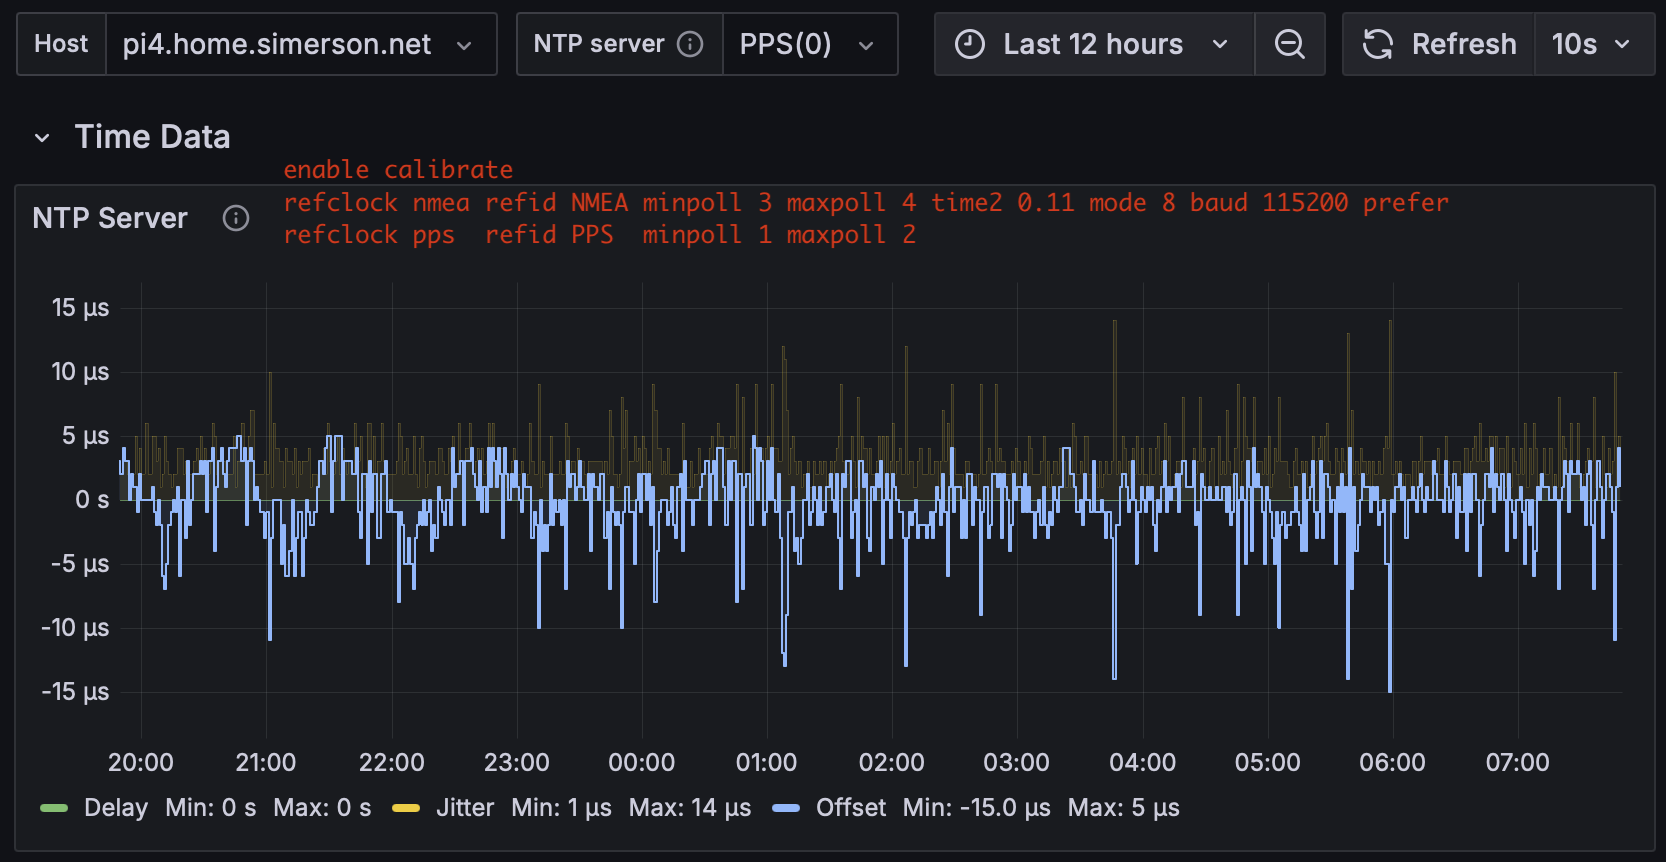 Host pi4.home.simerson.net NTP server PPS(0) Last 12 hours Refresh 10s
Time Data
enable calibrate
refclock nmea refid NMEA minpoll 3 maxpoll 4 time2 0.11 mode 8 baud 115200 prefer
NTP Server
refclock pps  refid PPS  minpoll 1 maxpoll 2
15 µs
10 µs
5 µs
0 s
-5 µs
-10 µs
-15 µs
20:00 21:00 22:00 23:00 00:00 01:00 02:00 03:00 04:00 05:00 06:00 07:00
Delay Min: 0 s Max: 0 s Jitter Min: 1 µs Max: 14 µs Offset Min: -15.0 µs Max: 5 µs